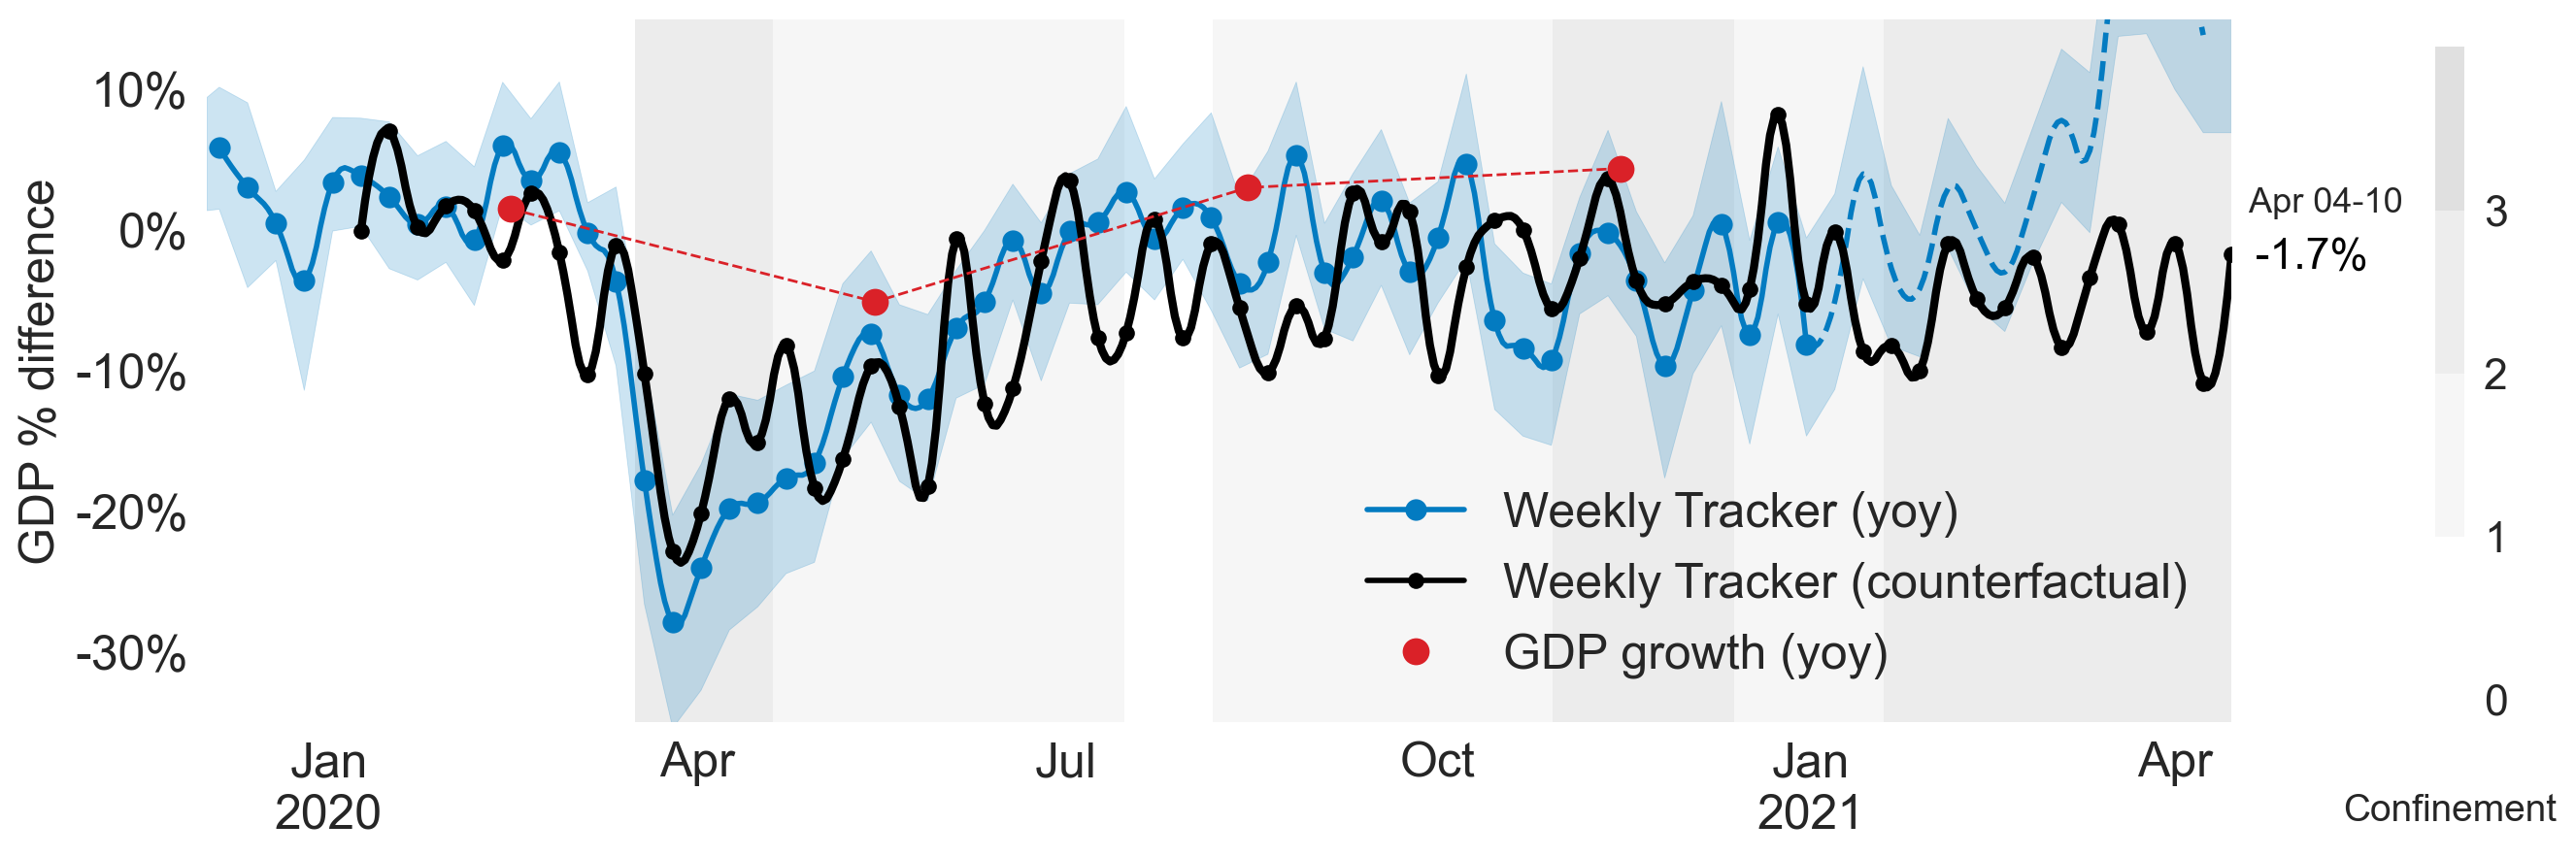 GDP % difference
10%
0%
-10%
-20%
-30%
Jan
2020
Apr
Jul
Oct
Jan
2021
Apr
Weekly Tracker (yoy)
Weekly Tracker (counterfactual)
GDP growth (yoy)
Apr 04-10
-1.7%
3
2
1
0
Confinement